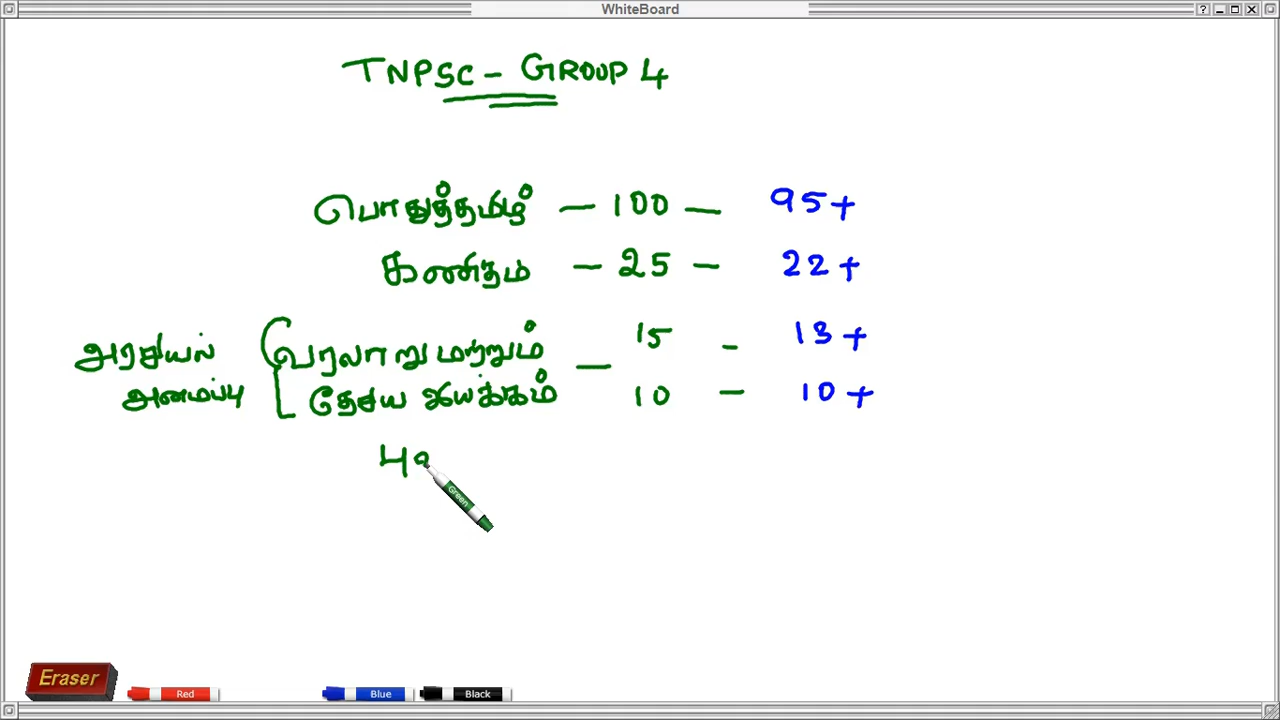 WhiteBoard
TNPSC - GROUP 4
பொதுத்தமிழ் - 100 - 95+
கணிதம் - 25 - 22+
அரசியல் வரலாறு மற்றும் - 15 - 13+
அமைப்பு தேசிய இயக்கம் 10 - 10+
பு
Eraser
Red
Blue
Black
Green